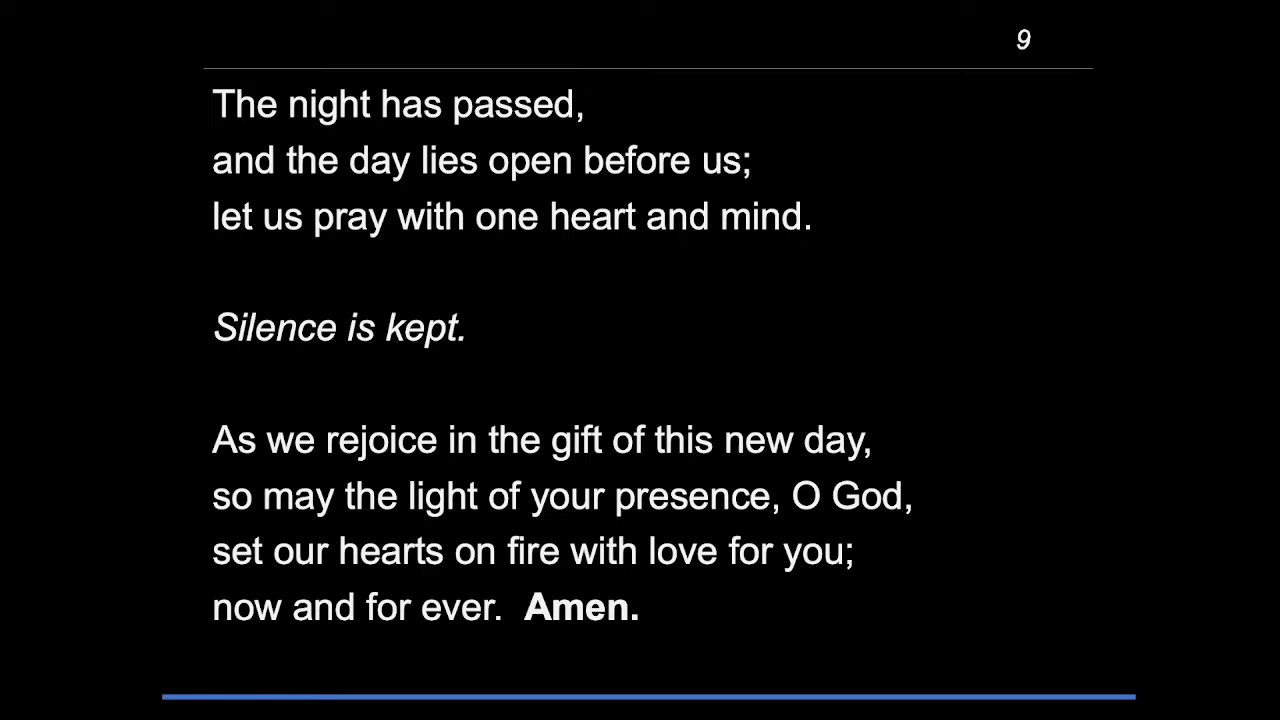 9
The night has passed,
and the day lies open before us;
let us pray with one heart and mind.
Silence is kept.
As we rejoice in the gift of this new day,
so may the light of your presence, O God,
set our hearts on fire with love for you;
now and for ever. Amen.